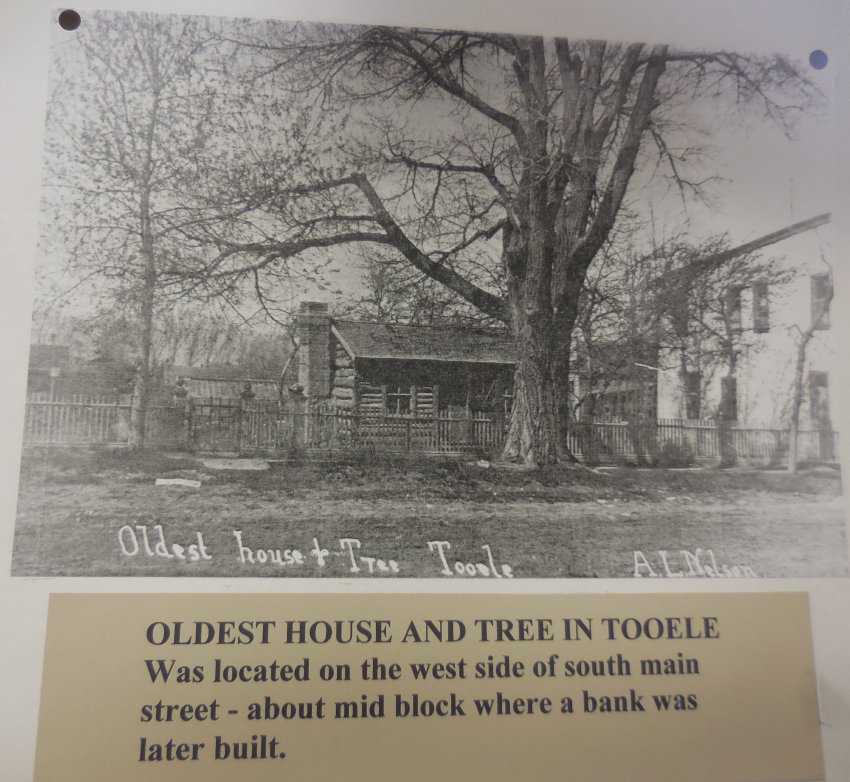 Oldest house & Tree Tooele A.L. Nelson
OLDEST HOUSE AND TREE IN TOOELE
Was located on the west side of south main
street - about mid block where a bank was
later built.